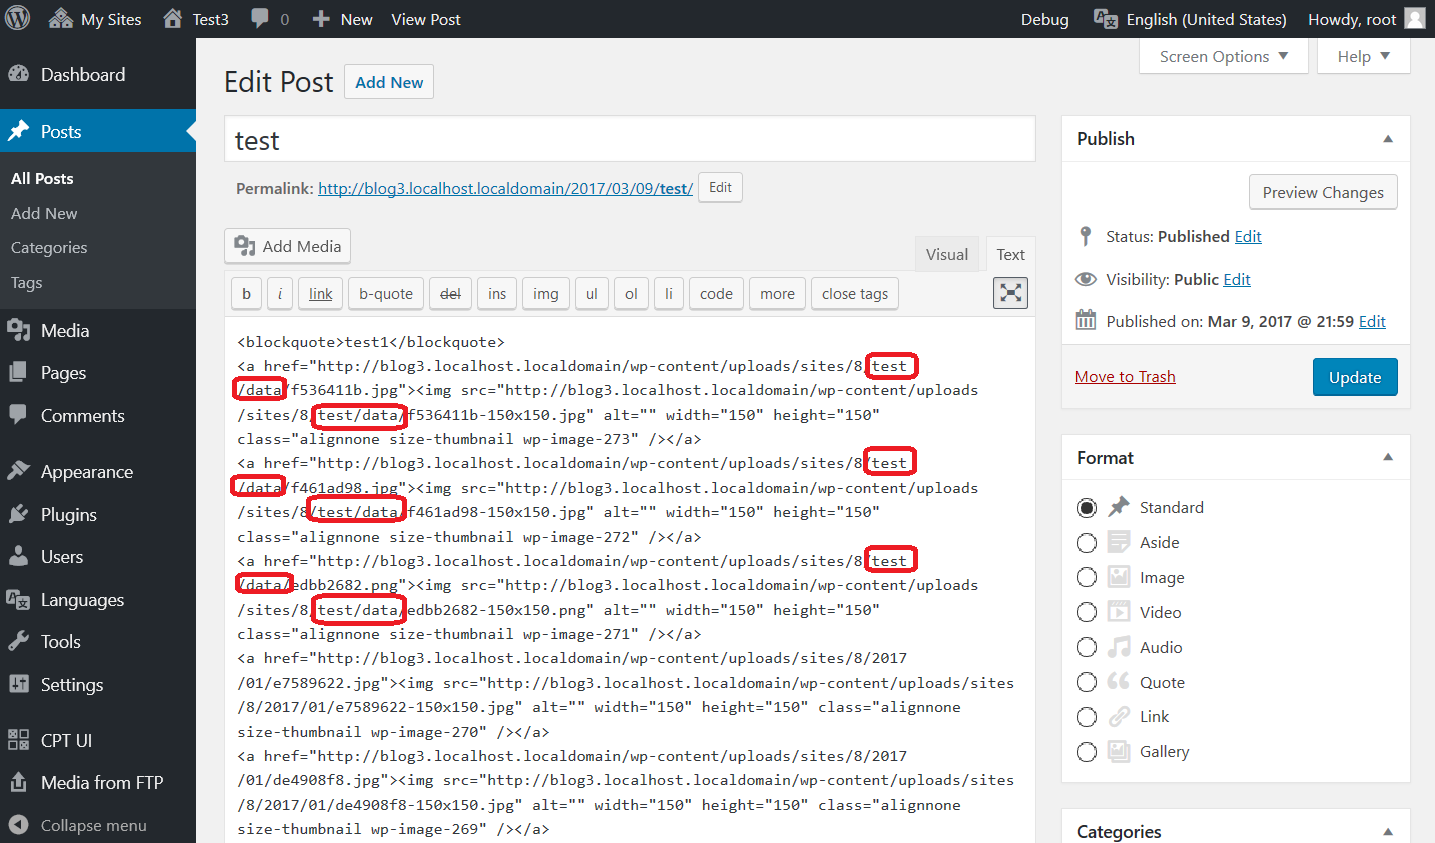 My Sites
Test3
0
New
View Post
Debug
English (United States)
Howdy, root
Dashboard
Posts
All Posts
Add New
Categories
Tags
Media
Pages
Comments
Appearance
Plugins
Users
Languages
Tools
Settings
CPT UI
Media from FTP
Collapse menu
Screen Options
Help
Edit Post
Add New
test
Permalink: http://blog3.localhost.localdomain/2017/03/09/test/
Edit
Add Media
Visual
Text
b
i
link
b-quote
del
ins
img
ul
ol
li
code
more
close tags
<blockquote>test1</blockquote>
<a href="http://blog3.localhost.localdomain/wp-content/uploads/sites/8/test
/data/f536411b.jpg"><img src="http://blog3.localhost.localdomain/wp-content/uploads
/sites/8/test/data/f536411b-150x150.jpg" alt="" width="150" height="150"
class="alignnone size-thumbnail wp-image-273" /></a>
<a href="http://blog3.localhost.localdomain/wp-content/uploads/sites/8/test
/data/f461ad98.jpg"><img src="http://blog3.localhost.localdomain/wp-content/uploads
/sites/8/test/data/f461ad98-150x150.jpg" alt="" width="150" height="150"
class="alignnone size-thumbnail wp-image-272" /></a>
<a href="http://blog3.localhost.localdomain/wp-content/uploads/sites/8/test
/data/edbb2682.png"><img src="http://blog3.localhost.localdomain/wp-content/uploads
/sites/8/test/data/edbb2682-150x150.png" alt="" width="150" height="150"
class="alignnone size-thumbnail wp-image-271" /></a>
<a href="http://blog3.localhost.localdomain/wp-content/uploads/sites/8/2017
/01/e7589622.jpg"><img src="http://blog3.localhost.localdomain/wp-content/uploads/sites
/8/2017/01/e7589622-150x150.jpg" alt="" width="150" height="150" class="alignnone
size-thumbnail wp-image-270" /></a>
<a href="http://blog3.localhost.localdomain/wp-content/uploads/sites/8/2017
/01/de4908f8.jpg"><img src="http://blog3.localhost.localdomain/wp-content/uploads/sites
/8/2017/01/de4908f8-150x150.jpg" alt="" width="150" height="150" class="alignnone
size-thumbnail wp-image-269" /></a>
Publish
Preview Changes
Status: Published Edit
Visibility: Public Edit
Published on: Mar 9, 2017 @ 21:59 Edit
Move to Trash
Update
Format
Standard
Aside
Image
Video
Audio
Quote
Link
Gallery
Categories